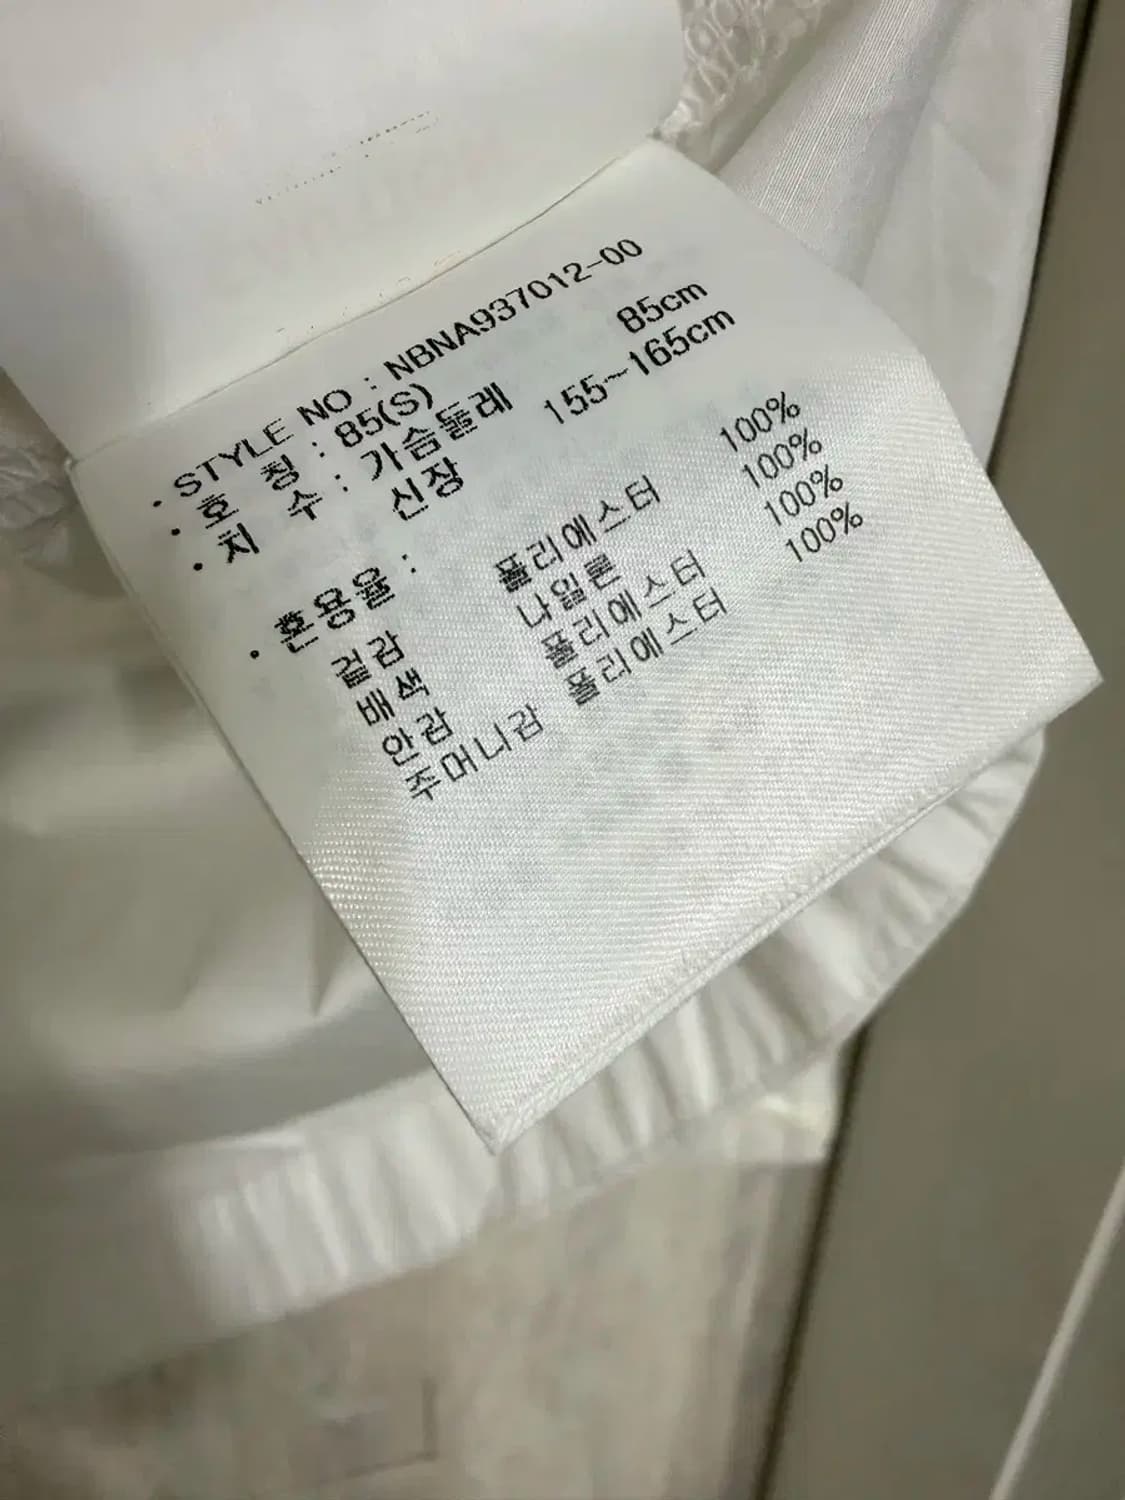 · STYLE NO : NBNA937012-00
· 호 칭 : 85(S)
· 치 수 : 가슴둘레 85cm
신장 155~165cm
· 혼용율 :
겉감 폴리에스터 100%
배색 나일론 100%
안감 폴리에스터 100%
주머니감 폴리에스터 100%